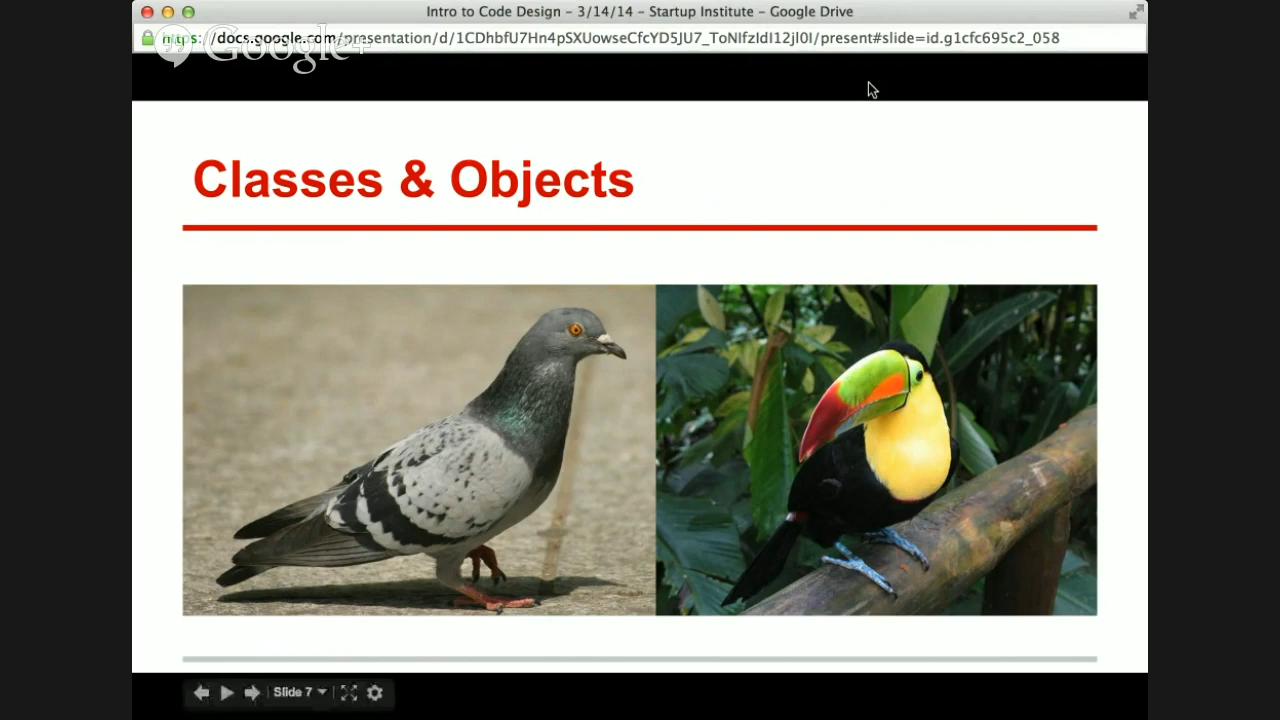 Intro to Code Design – 3/14/14 – Startup Institute – Google Drive
https://docs.google.com/presentation/d/1CDhbfU7Hn4pSXUowseCfcYD5JU7_ToNIfzIdI12jI0I/present#slide=id.g1cfc695c2_058
Google+
Classes & Objects
Slide 7